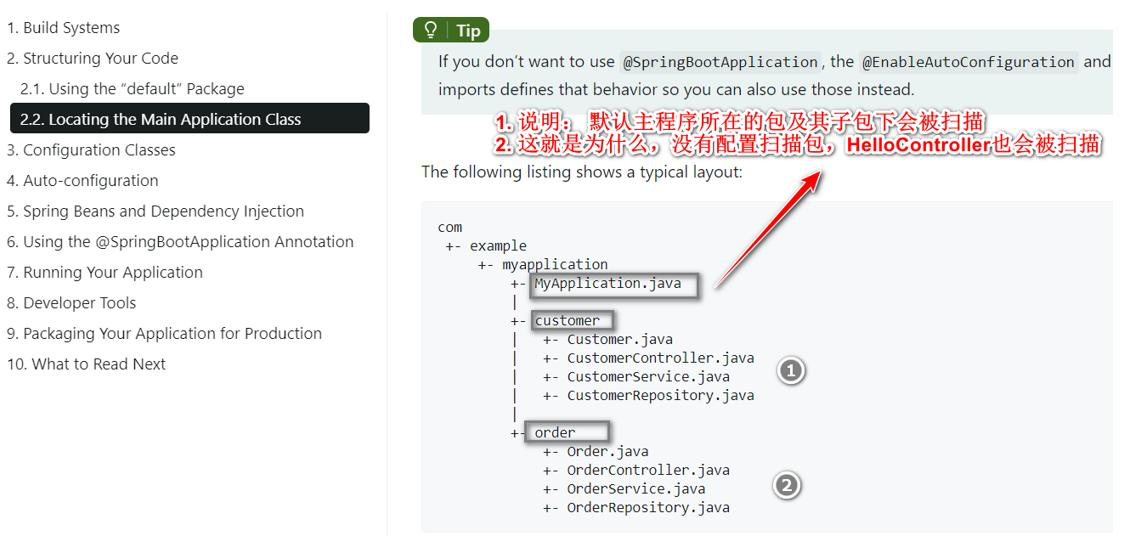 1. Build Systems
2. Structuring Your Code
2.1. Using the “default” Package
2.2. Locating the Main Application Class
3. Configuration Classes
4. Auto-configuration
5. Spring Beans and Dependency Injection
6. Using the @SpringBootApplication Annotation
7. Running Your Application
8. Developer Tools
9. Packaging Your Application for Production
10. What to Read Next
Tip
If you don’t want to use @SpringBootApplication, the @EnableAutoConfiguration and
imports defines that behavior so you can also use those instead.
1. 说明： 默认主程序所在的包及其子包下会被扫描
2. 这就是为什么，没有配置扫描包，HelloController也会被扫描
The following listing shows a typical layout:
com
+- example
+- myapplication
+- MyApplication.java
|
+- customer
| +- Customer.java
| +- CustomerController.java
| +- CustomerService.java
| +- CustomerRepository.java
|
+- order
+- Order.java
+- OrderController.java
+- OrderService.java
+- OrderRepository.java
1
2